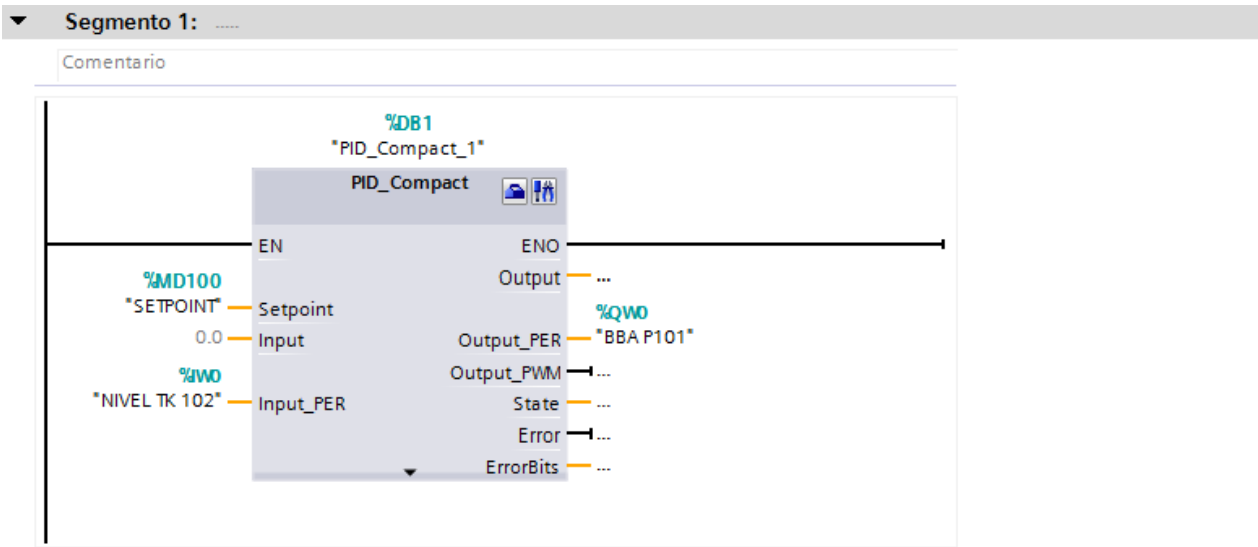 Segmento 1: .....
Comentario
%DB1
"PID_Compact_1"
PID_Compact
EN
ENO
%MD100
Output
...
"SETPOINT"
Setpoint
%QW0
0.0
Input
Output_PER
"BBA P101"
%IW0
Output_PWM
...
"NIVEL TK 102"
Input_PER
State
...
Error
...
ErrorBits
...